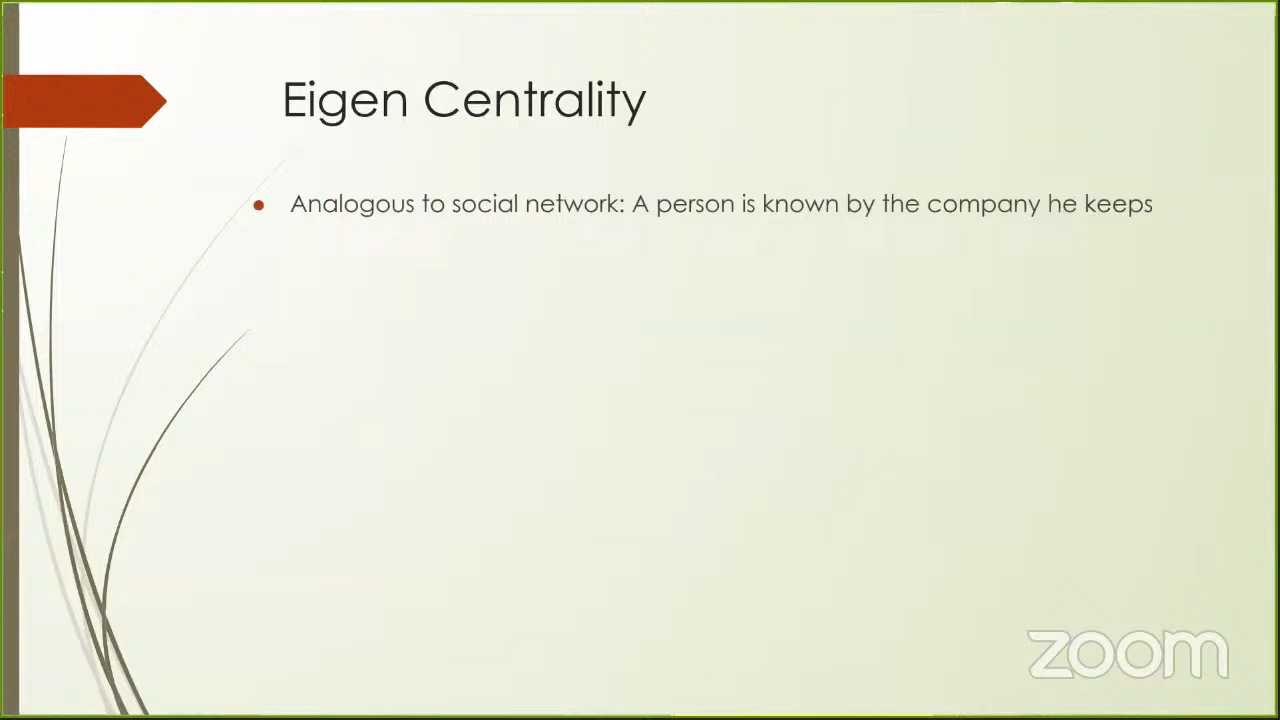 Eigen Centrality
Analogous to social network: A person is known by the company he keeps
zoom